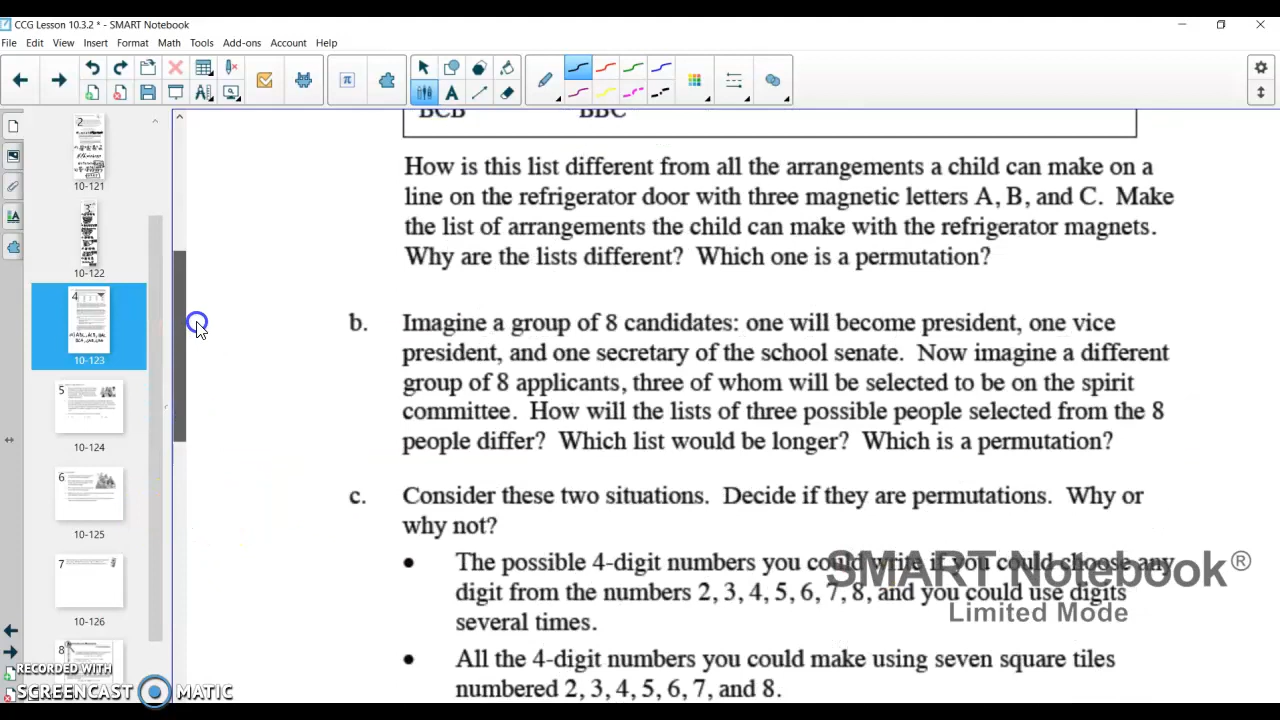 CCG Lesson 10.3.2 * - SMART Notebook
File Edit View Insert Format Math Tools Add-ons Account Help
2
10-121
3
10-122
4
10-123
5
10-124
6
10-125
7
10-126
8
BCB BBC
How is this list different from all the arrangements a child can make on a
line on the refrigerator door with three magnetic letters A, B, and C. Make
the list of arrangements the child can make with the refrigerator magnets.
Why are the lists different? Which one is a permutation?
b. Imagine a group of 8 candidates: one will become president, one vice
president, and one secretary of the school senate. Now imagine a different
group of 8 applicants, three of whom will be selected to be on the spirit
committee. How will the lists of three possible people selected from the 8
people differ? Which list would be longer? Which is a permutation?
c. Consider these two situations. Decide if they are permutations. Why or
why not?
• The possible 4-digit numbers you could write if you could choose any
digit from the numbers 2, 3, 4, 5, 6, 7, 8, and you could use digits
several times.
• All the 4-digit numbers you could make using seven square tiles
numbered 2, 3, 4, 5, 6, 7, and 8.
SMART Notebook®
Limited Mode
RECORDED WITH
SCREENCAST MATIC